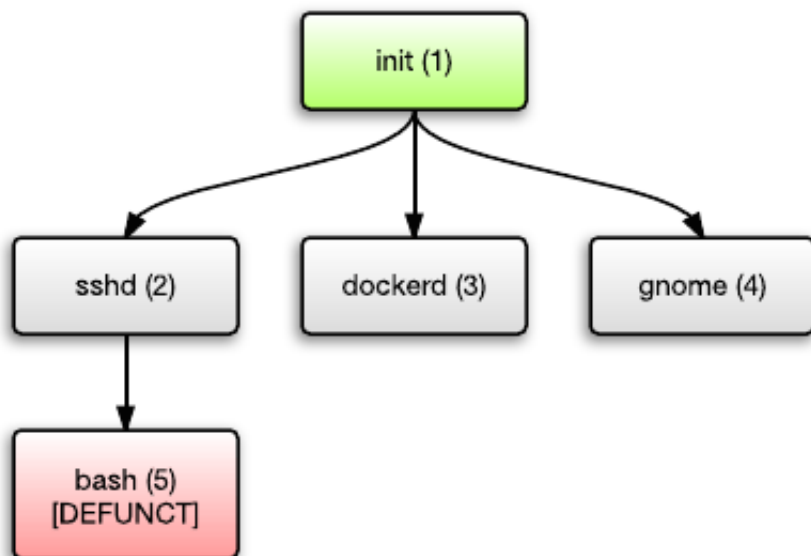 init (1)
sshd (2)
dockerd (3)
gnome (4)
bash (5)
[DEFUNCT]